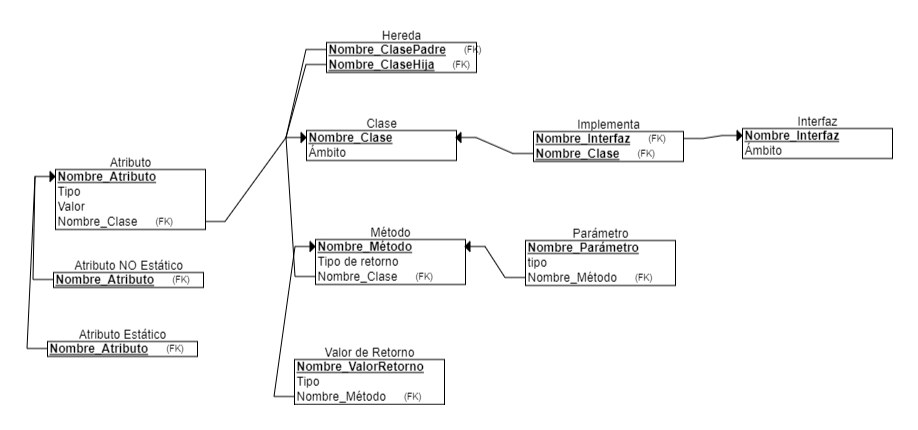 Hereda
Nombre_ClasePadre (FK)
Nombre_ClaseHija (FK)
Clase
Nombre_Clase
Ámbito
Implementa
Nombre_Interfaz (FK)
Nombre_Clase (FK)
Interfaz
Nombre_Interfaz
Ámbito
Atributo
Nombre_Atributo
Tipo
Valor
Nombre_Clase (FK)
Método
Nombre_Método
Tipo de retorno
Nombre_Clase (FK)
Parámetro
Nombre_Parámetro
tipo
Nombre_Método (FK)
Atributo NO Estático
Nombre_Atributo (FK)
Atributo Estático
Nombre_Atributo (FK)
Valor de Retorno
Nombre_ValorRetorno
Tipo
Nombre_Método (FK)